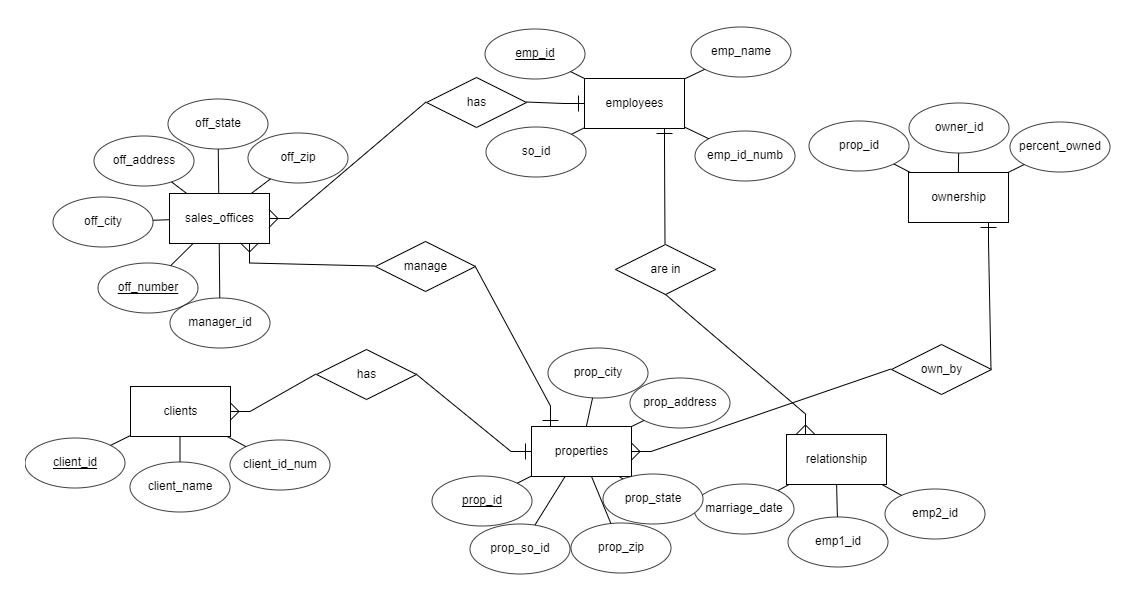 emp_id
emp_name
has
employees
off_state
owner_id
off_address
off_zip
so_id
emp_id_numb
prop_id
percent_owned
ownership
off_city
sales_offices
manage
are in
off_number
manager_id
prop_city
own_by
has
prop_address
clients
properties
relationship
client_id
client_id_num
client_name
prop_id
prop_state
marriage_date
emp2_id
prop_so_id
prop_zip
emp1_id